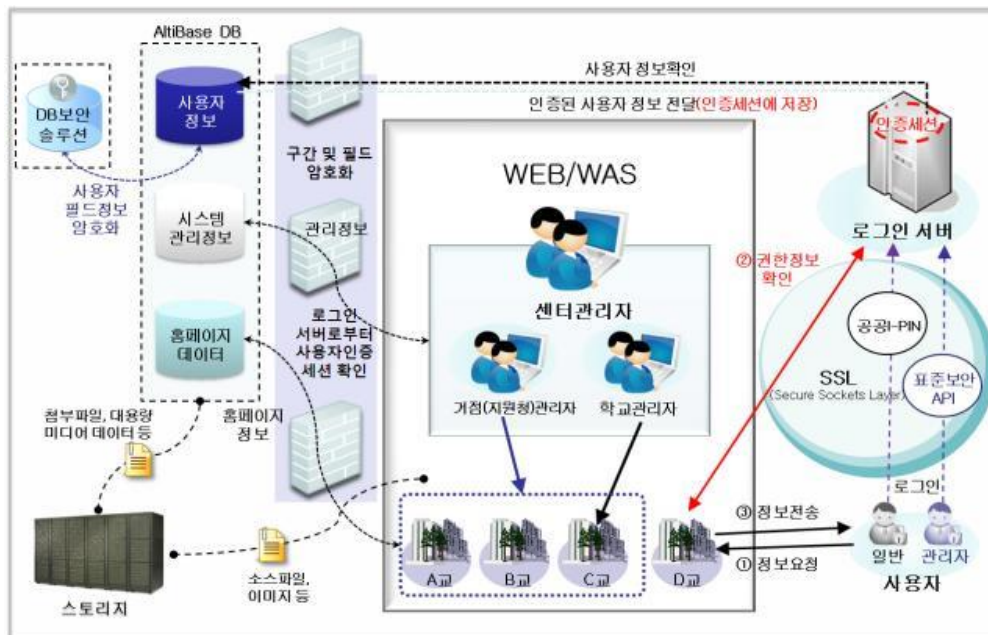 AltiBase DB
DB보안
솔루션
사용자
정보
사용자
필드정보
암호화
시스템
관리정보
홈페이지
데이터
첨부파일, 대용량
미디어 데이터 등
스토리지
구간 및 필드
암호화
관리정보
로그인
서버로부터
사용자인증
세션 확인
홈페이지
정보
소스파일,
이미지 등
사용자 정보확인
인증된 사용자 정보 전달(인증세션에 저장)
WEB/WAS
센터관리자
거점(지원청)관리자
학교관리자
A교
B교
C교
D교
인증세션
로그인 서버
② 권한정보
확인
공공I-PIN
SSL
(Secure Sockets Layer)
표준보안
API
로그인
③ 정보전송
① 정보요청
일반
관리자
사용자